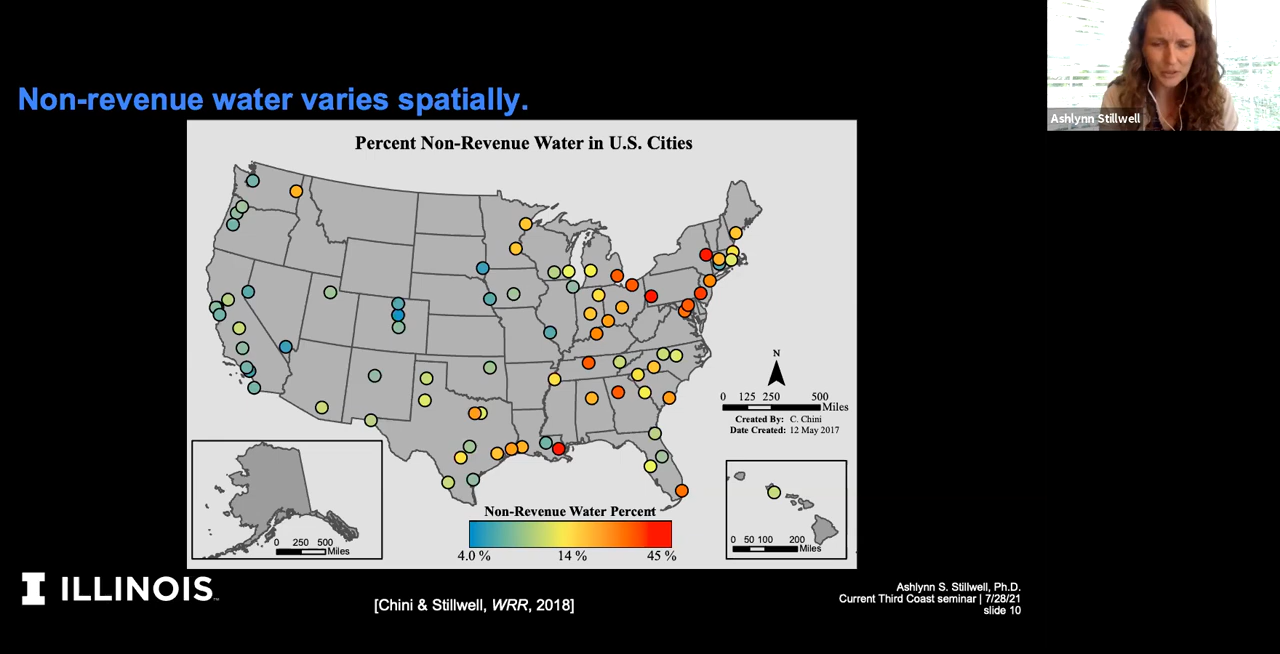 Ashlynn Stillwell
Non-revenue water varies spatially.
Percent Non-Revenue Water in U.S. Cities
N
0 125 250 500
Miles
Created By: C. Chini
Date Created: 12 May 2017
0 250 500
Miles
Non-Revenue Water Percent
4.0 % 14 % 45 %
0 50 100 200
Miles
I ILLINOIS
[Chini & Stillwell, WRR, 2018]
Ashlynn S. Stillwell, Ph.D.
Current Third Coast seminar | 7/28/21
slide 10